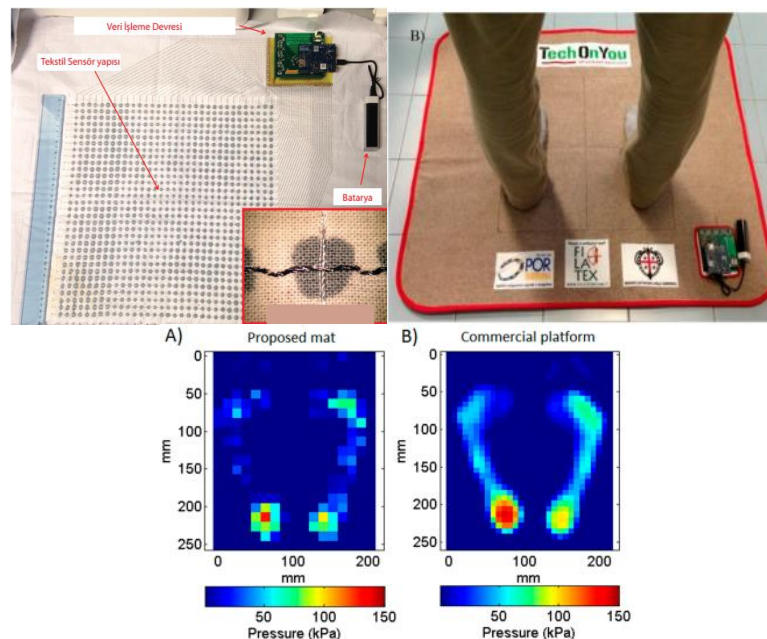 Veri İşleme Devresi
Tekstil Sensör yapısı
Batarya
B)
TechOnYou
POR
FI
LA
TEX
A)
Proposed mat
B)
Commercial platform
0
50
100
150
200
250
mm
0
100
200
mm
50
100
150
Pressure (kPa)
0
50
100
150
200
250
mm
0
100
200
mm
50
100
150
Pressure (kPa)